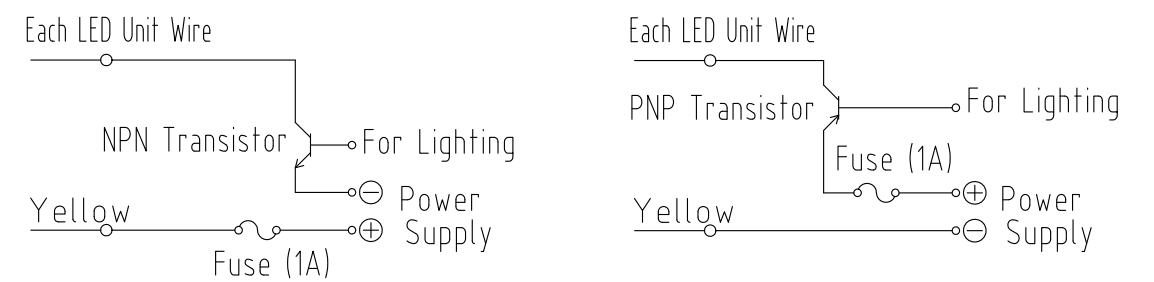 Each LED Unit Wire
NPN Transistor
For Lighting
Power
Supply
Yellow
Fuse (1A)
Each LED Unit Wire
PNP Transistor
For Lighting
Fuse (1A)
Power
Supply
Yellow